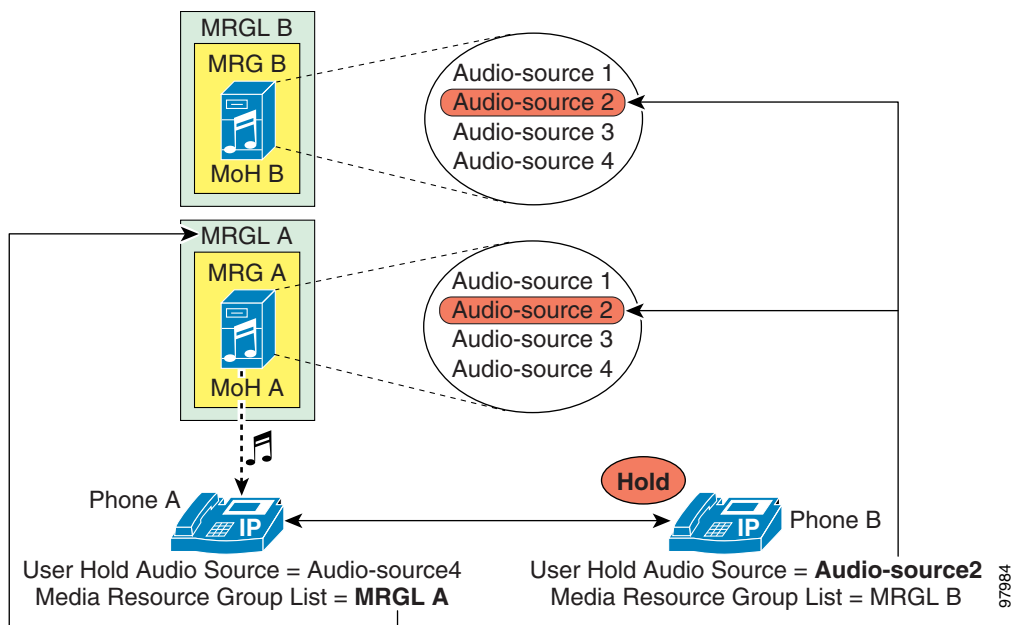 MRGL B
MRG B
MoH B
Audio-source 1
Audio-source 2
Audio-source 3
Audio-source 4
MRGL A
MRG A
MoH A
Audio-source 1
Audio-source 2
Audio-source 3
Audio-source 4
Hold
Phone A
IP
IP
Phone B
User Hold Audio Source = Audio-source4
Media Resource Group List = MRGL A
User Hold Audio Source = Audio-source2
Media Resource Group List = MRGL B
97984